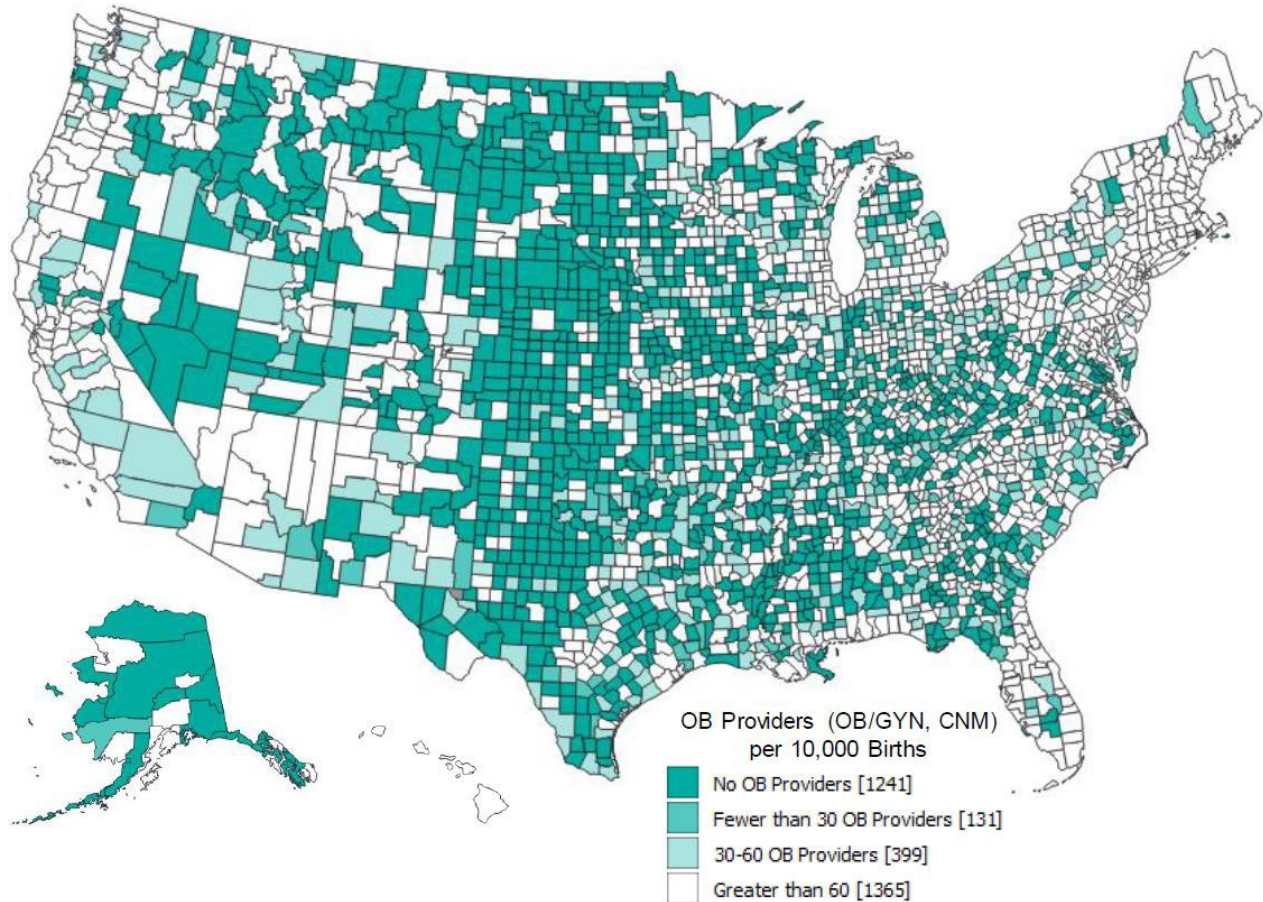 OB Providers (OB/GYN, CNM)
per 10,000 Births
No OB Providers [1241]
Fewer than 30 OB Providers [131]
30-60 OB Providers [399]
Greater than 60 [1365]